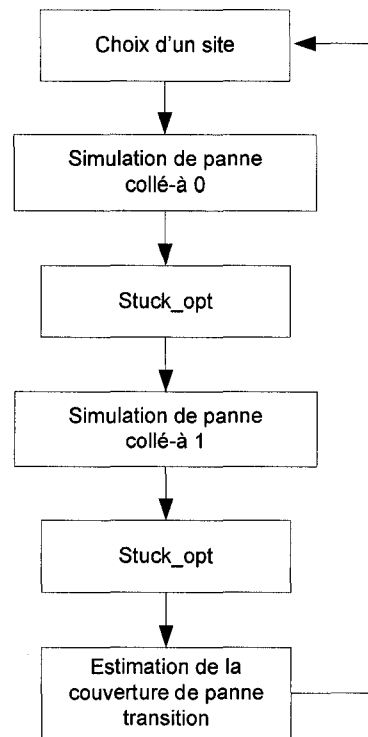 Choix d'un site
Simulation de panne
collé-à 0
Stuck_opt
Simulation de panne
collé-à 1
Stuck_opt
Estimation de la
couverture de panne
transition